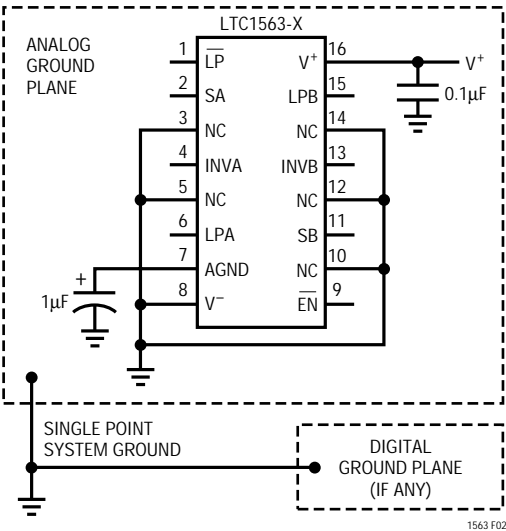 LTC1563-X
ANALOG
GROUND
PLANE
1
LP
2
SA
3
NC
4
INVA
5
NC
6
LPA
7
AGND
8
V−
16
V+
15
LPB
14
NC
13
INVB
12
NC
11
SB
10
NC
9
EN
V+
0.1µF
+
1µF
SINGLE POINT
SYSTEM GROUND
DIGITAL
GROUND PLANE
(IF ANY)
1563 F02